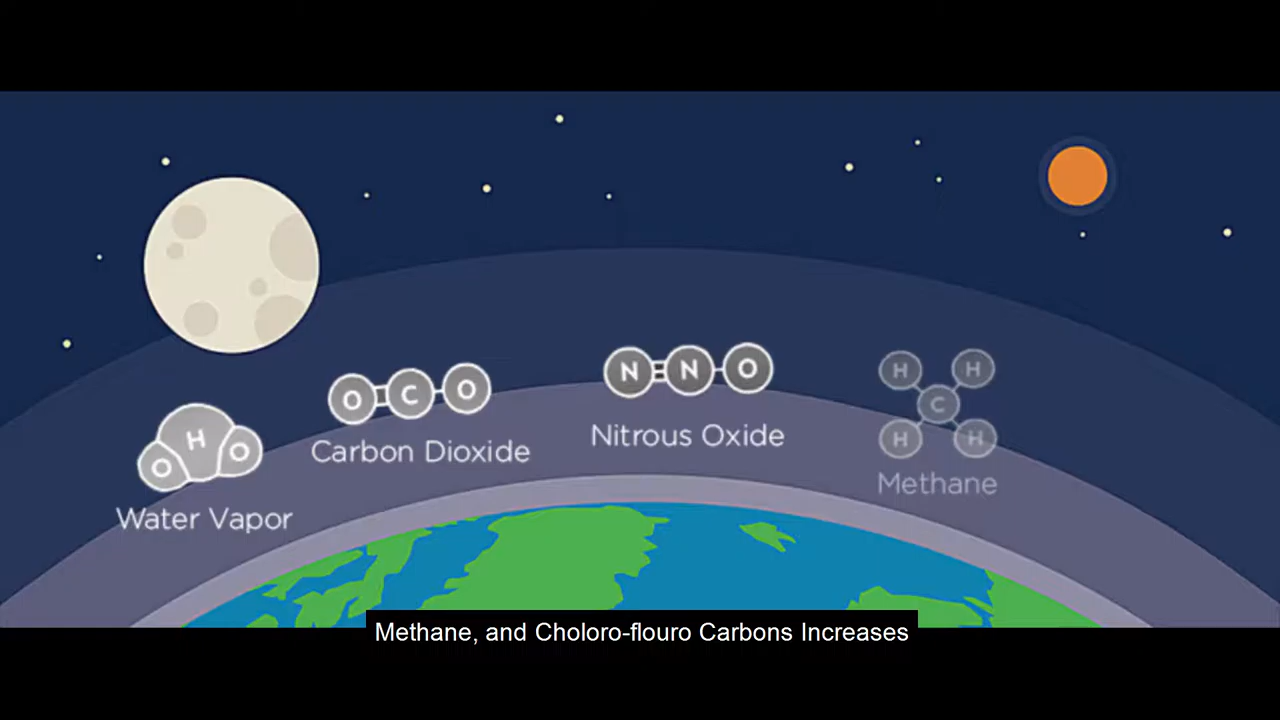 H
O O
Water Vapor
O C O
Carbon Dioxide
N N O
Nitrous Oxide
H H
C
H H
Methane
Methane, and Choloro-flouro Carbons Increases